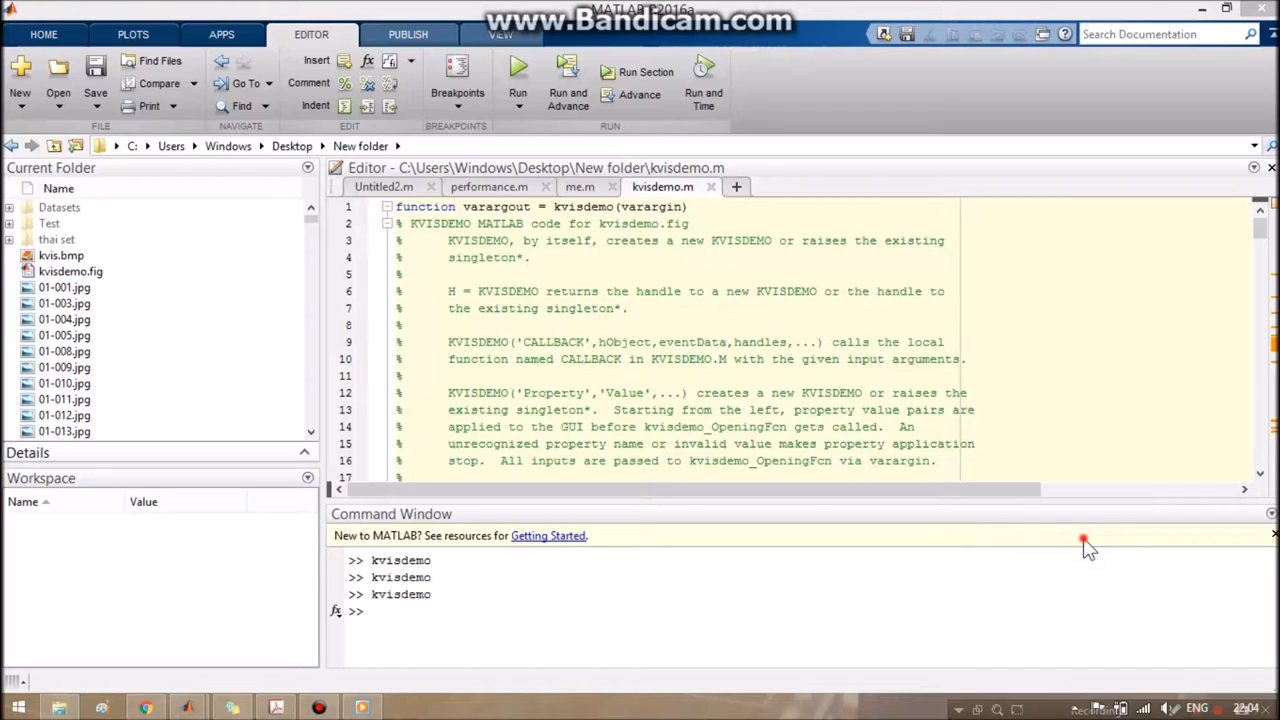 MATLAB R2016a
www.Bandicam.com
HOME PLOTS APPS EDITOR PUBLISH VIEW
Search Documentation
New
Open
Save
Find Files
Compare
Print
Go To
Find
Insert
Comment
Indent
Breakpoints
Run
Run and
Advance
Run Section
Advance
Run and
Time
FILE NAVIGATE EDIT BREAKPOINTS RUN
C: Users Windows Desktop New folder
Current Folder
Name
Datasets
Test
thai set
kvis.bmp
kvisdemo.fig
01-001.jpg
01-003.jpg
01-004.jpg
01-005.jpg
01-008.jpg
01-009.jpg
01-010.jpg
01-011.jpg
01-012.jpg
01-013.jpg
Details
Workspace
Name Value
Editor - C:\Users\Windows\Desktop\New folder\kvisdemo.m
Untitled2.m performance.m me.m kvisdemo.m
1 function varargout = kvisdemo(varargin)
2 % KVISDEMO MATLAB code for kvisdemo.fig
3 % KVISDEMO, by itself, creates a new KVISDEMO or raises the existing
4 % singleton*.
5 %
6 % H = KVISDEMO returns the handle to a new KVISDEMO or the handle to
7 % the existing singleton*.
8 %
9 % KVISDEMO('CALLBACK',hObject,eventData,handles,...) calls the local
10 % function named CALLBACK in KVISDEMO.M with the given input arguments.
11 %
12 % KVISDEMO('Property','Value',...) creates a new KVISDEMO or raises the
13 % existing singleton*. Starting from the left, property value pairs are
14 % applied to the GUI before kvisdemo_OpeningFcn gets called. An
15 % unrecognized property name or invalid value makes property application
16 % stop. All inputs are passed to kvisdemo_OpeningFcn via varargin.
17 %
Command Window
New to MATLAB? See resources for Getting Started.
>> kvisdemo
>> kvisdemo
>> kvisdemo
fx >>
ENG 22:04